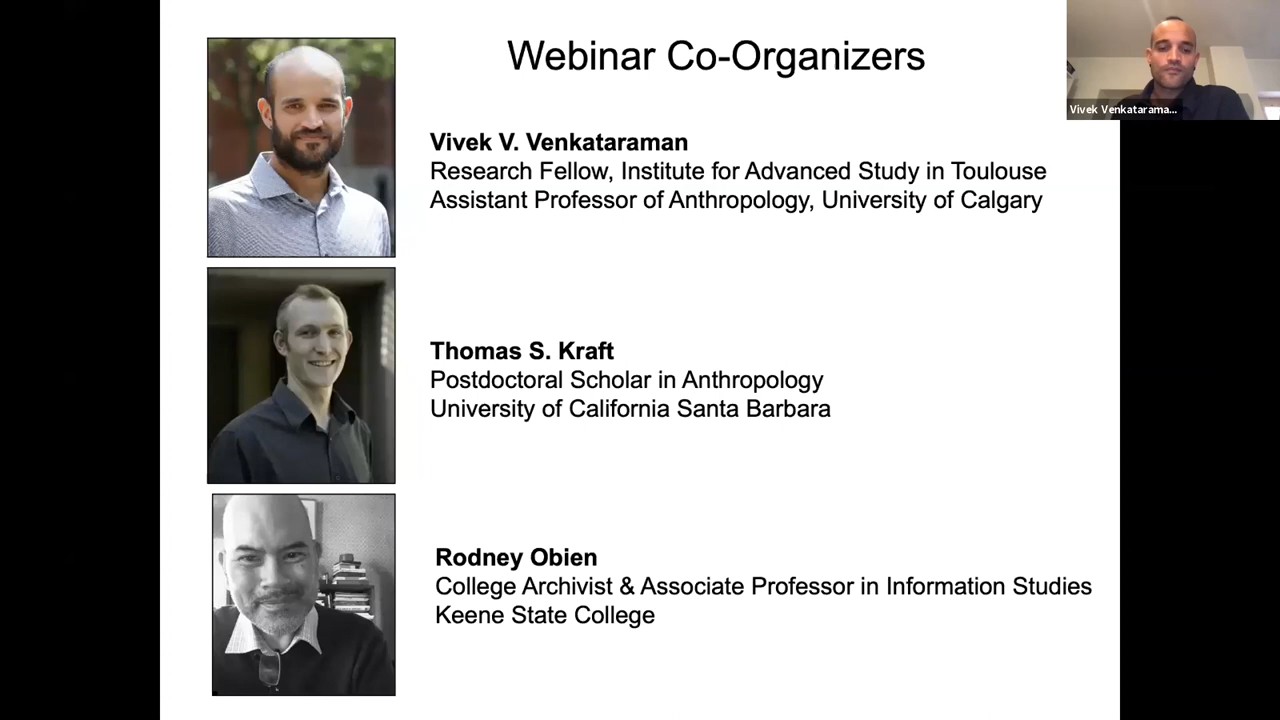 Webinar Co-Organizers
Vivek Venkatarama...
Vivek V. Venkataraman
Research Fellow, Institute for Advanced Study in Toulouse
Assistant Professor of Anthropology, University of Calgary
Thomas S. Kraft
Postdoctoral Scholar in Anthropology
University of California Santa Barbara
Rodney Obien
College Archivist & Associate Professor in Information Studies
Keene State College